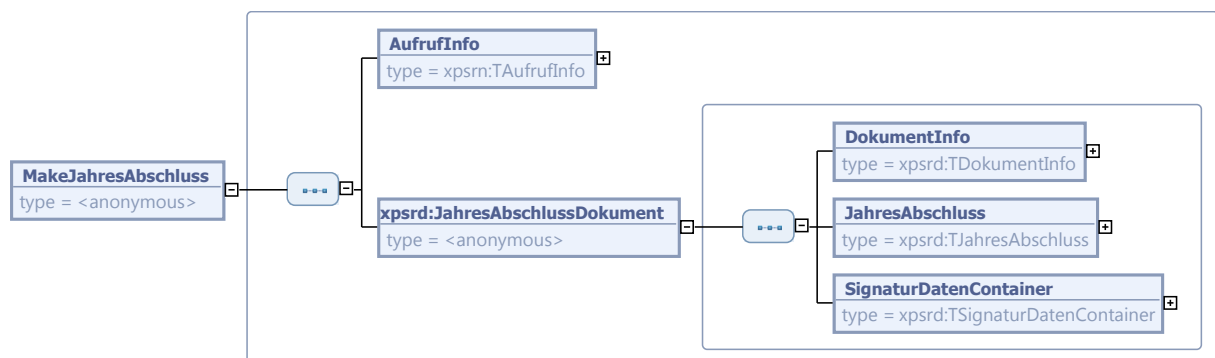 AufrufInfo
type = xpsrn:TAufrufInfo
DokumentInfo
type = xpsrd:TDokumentInfo
MakeJahresAbschluss
type = <anonymous>
xpsrd:JahresAbschlussDokument
type = <anonymous>
JahresAbschluss
type = xpsrd:TJahresAbschluss
SignaturDatenContainer
type = xpsrd:TSignaturDatenContainer